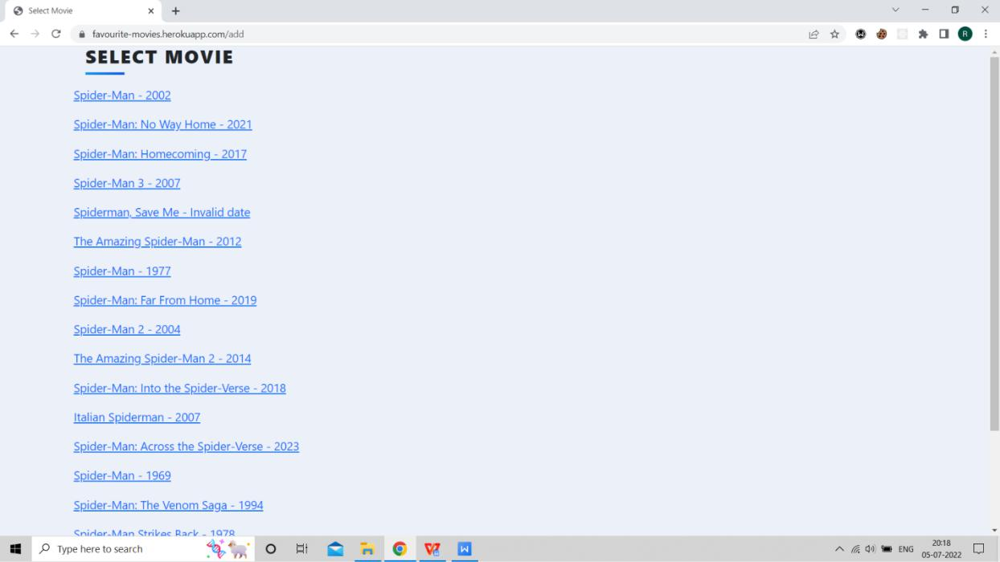 Select Movie
favourite-movies.herokuapp.com/add
R
SELECT MOVIE
Spider-Man - 2002
Spider-Man: No Way Home - 2021
Spider-Man: Homecoming - 2017
Spider-Man 3 - 2007
Spiderman, Save Me - Invalid date
The Amazing Spider-Man - 2012
Spider-Man - 1977
Spider-Man: Far From Home - 2019
Spider-Man 2 - 2004
The Amazing Spider-Man 2 - 2014
Spider-Man: Into the Spider-Verse - 2018
Italian Spiderman - 2007
Spider-Man: Across the Spider-Verse - 2023
Spider-Man - 1969
Spider-Man: The Venom Saga - 1994
Spider-Man Strikes Back - 1978
Type here to search
W
ENG
20:18
05-07-2022